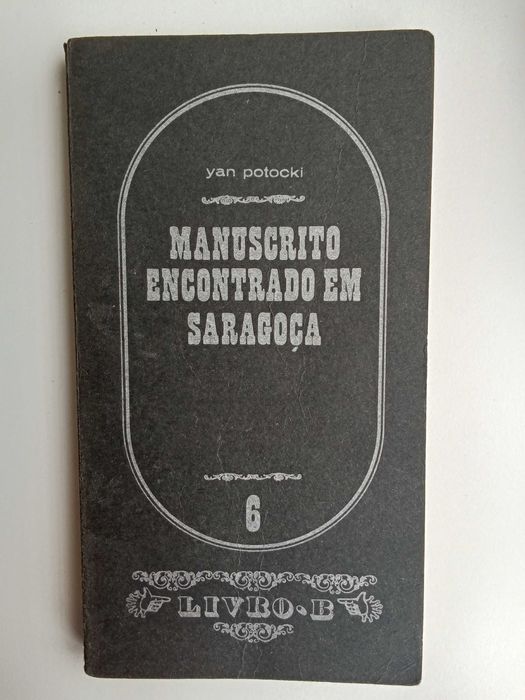 yan potocki
MANUSCRITO
ENCONTRADO EM
SARAGOÇA
6
LIVRO·B